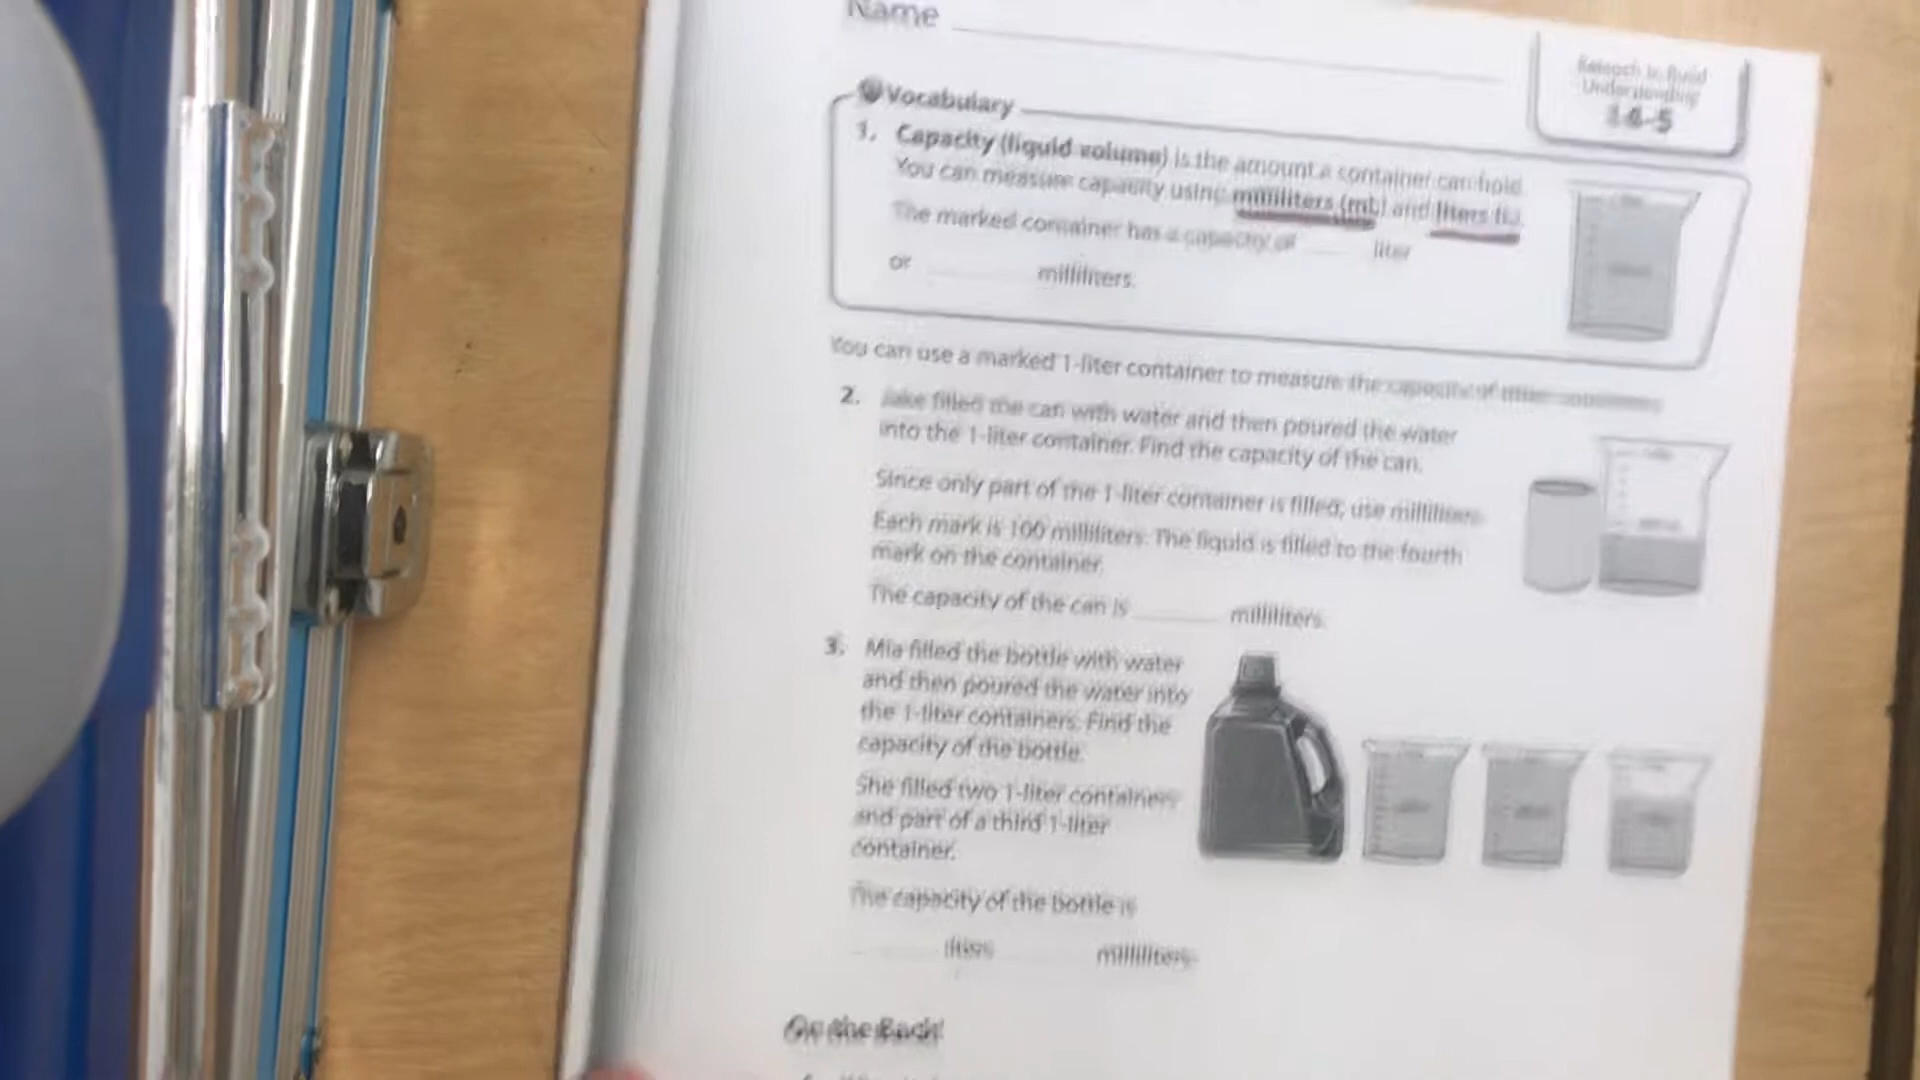 Name
Reteach to Build
Understanding
14-5
Vocabulary
1. Capacity (liquid volume) is the amount a container can hold.
You can measure capacity using milliliters (mL) and liters (L).
The marked container has a capacity of ____ liter
or ____ milliliters.
You can use a marked 1-liter container to measure the capacity of
2. Jake filled the can with water and then poured the water
into the 1-liter container. Find the capacity of the can.
Since only part of the 1-liter container is filled, use milliliters.
Each mark is 100 milliliters. The liquid is filled to the fourth
mark on the container.
The capacity of the can is ____ milliliters.
3. Mia filled the bottle with water
and then poured the water into
the 1-liter containers. Find the
capacity of the bottle.
She filled two 1-liter containers
and part of a third 1-liter
container.
The capacity of the bottle is
____ liters ____ milliliters.
On the Back!